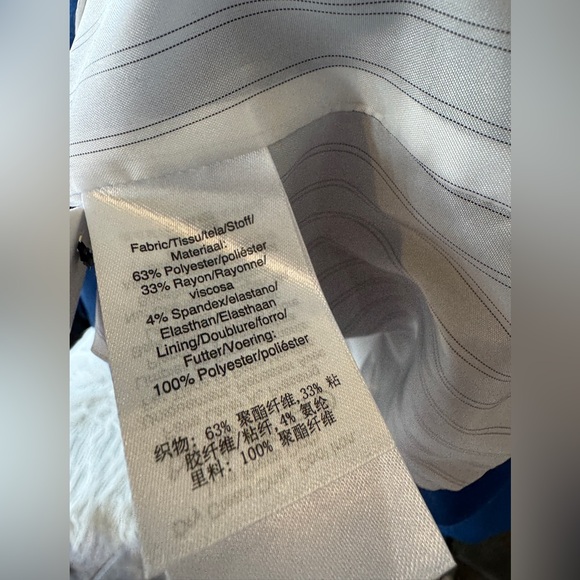 Fabric/Tissu/tela/Stoff/
Materiaal:
63% Polyester/poliéster
33% Rayon/Rayonne/
viscosa
4% Spandex/elastano/
Elasthan/Elasthaan
Lining/Doublure/forro/
Futter/Voering:
100% Polyester/poliéster
织物: 63% 聚酯纤维,33% 粘
胶纤维/粘纤,4% 氨纶
里料: 100% 聚酯纤维